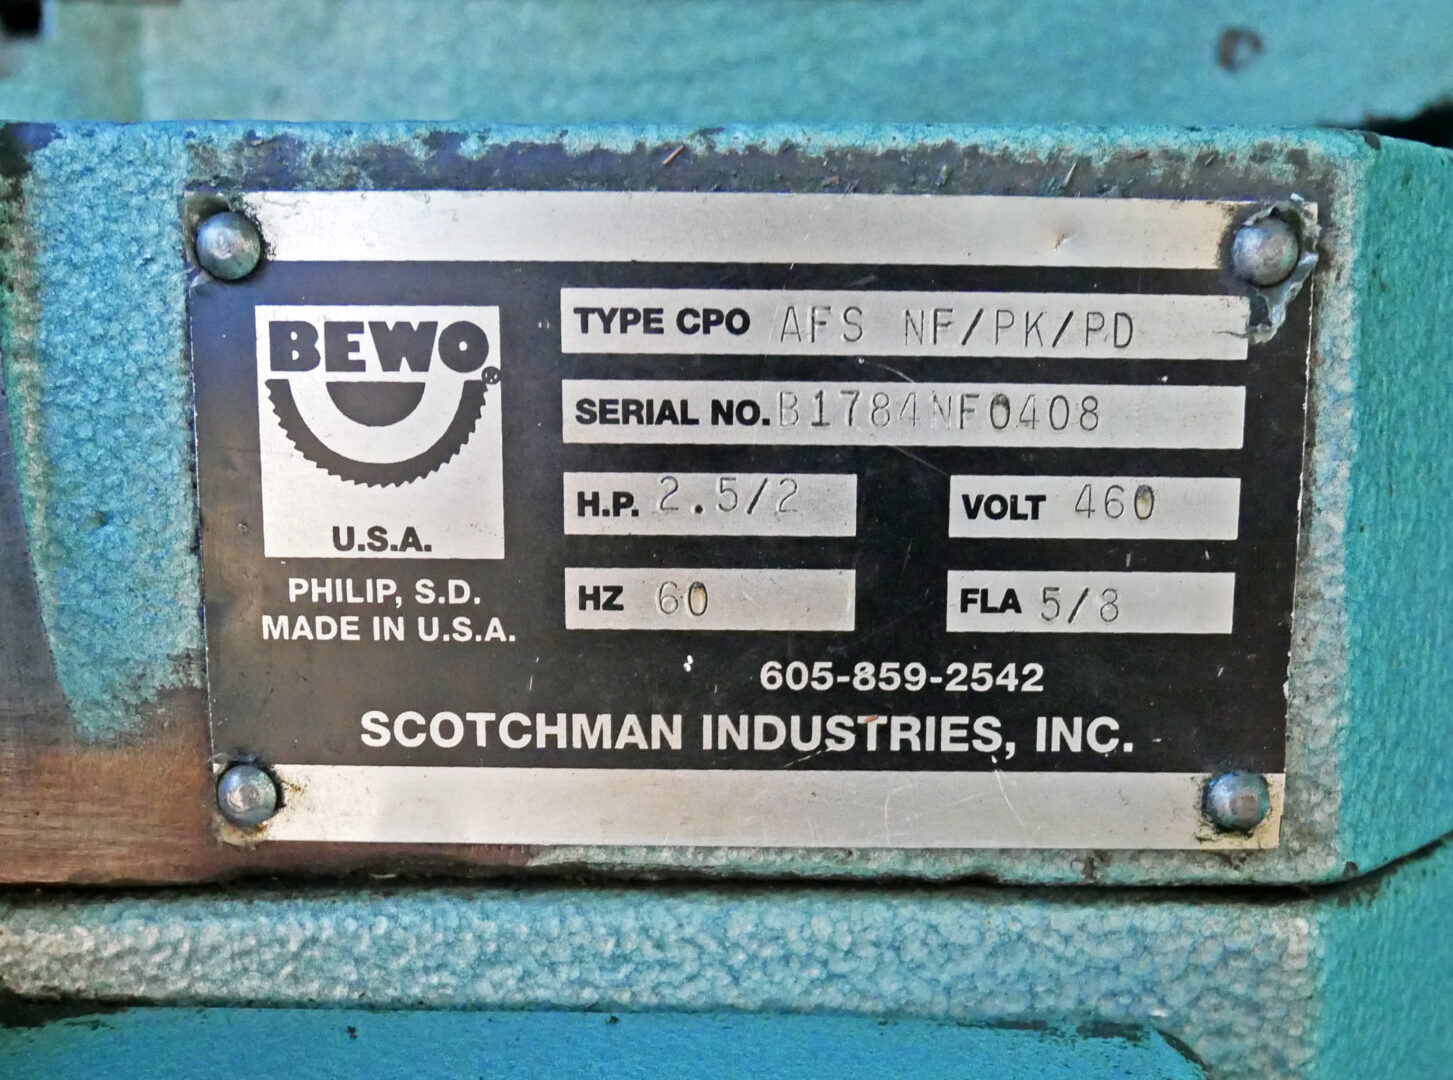 BEWO®
U.S.A.
PHILIP, S.D.
MADE IN U.S.A.
TYPE CPO AFS NF/PK/PD
SERIAL NO. B1784NF0408
H.P. 2.5/2
VOLT 460
HZ 60
FLA 5/8
605-859-2542
SCOTCHMAN INDUSTRIES, INC.